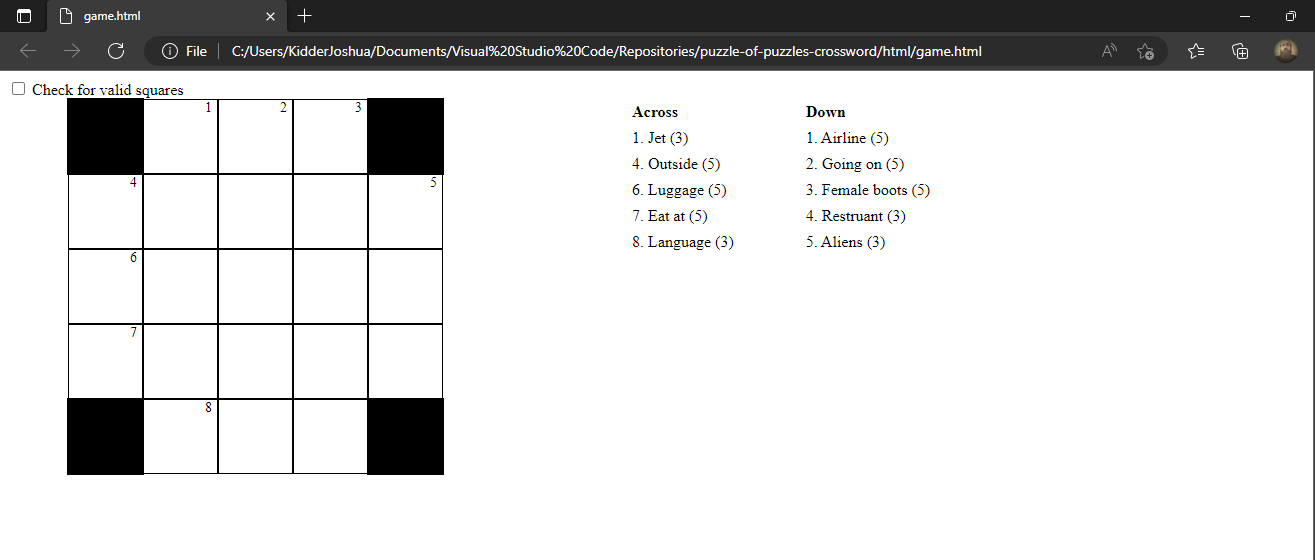 game.html
File
C:/Users/KidderJoshua/Documents/Visual%20Studio%20Code/Repositories/puzzle-of-puzzles-crossword/html/game.html
Check for valid squares
1 2 3
4 5
6
7
8
Across
1. Jet (3)
4. Outside (5)
6. Luggage (5)
7. Eat at (5)
8. Language (3)
Down
1. Airline (5)
2. Going on (5)
3. Female boots (5)
4. Restruant (3)
5. Aliens (3)